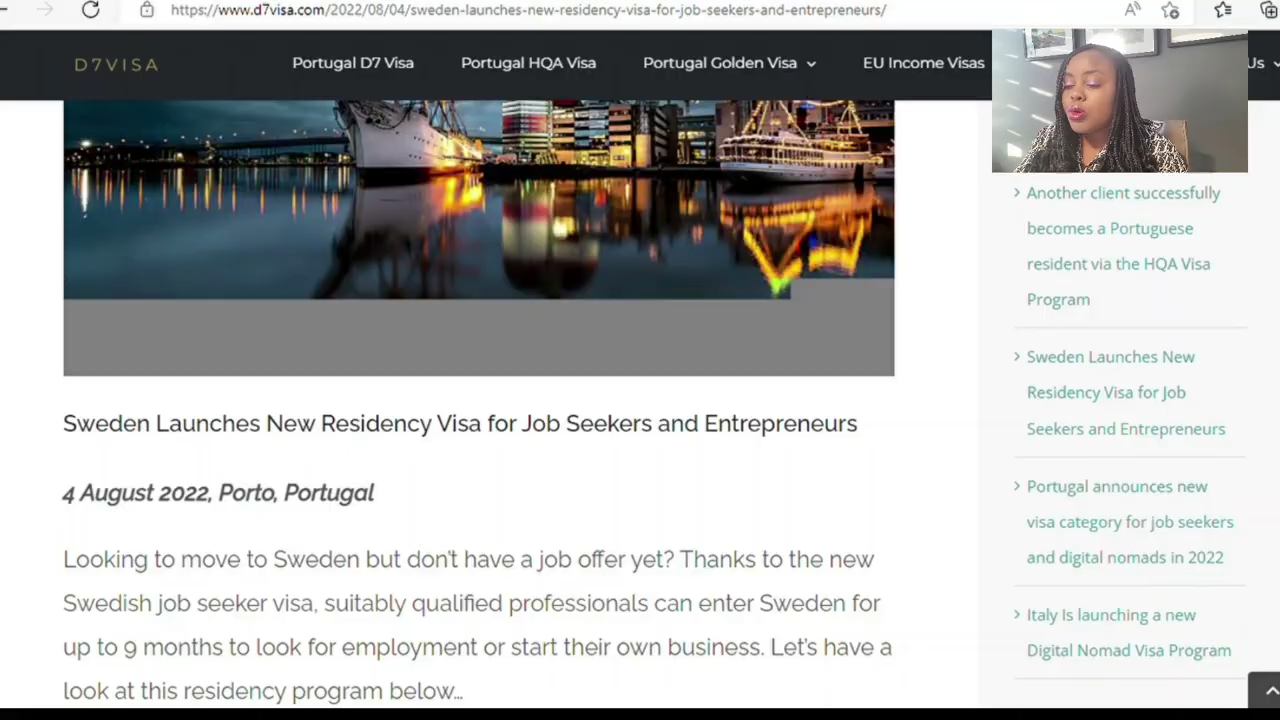 https://www.d7visa.com/2022/08/04/sweden-launches-new-residency-visa-for-job-seekers-and-entrepreneurs/
D7VISA
Portugal D7 Visa
Portugal HQA Visa
Portugal Golden Visa
EU Income Visas
Us
Sweden Launches New Residency Visa for Job Seekers and Entrepreneurs
4 August 2022, Porto, Portugal
Looking to move to Sweden but don't have a job offer yet? Thanks to the new
Swedish job seeker visa, suitably qualified professionals can enter Sweden for
up to 9 months to look for employment or start their own business. Let's have a
look at this residency program below…
Another client successfully
becomes a Portuguese
resident via the HQA Visa
Program
Sweden Launches New
Residency Visa for Job
Seekers and Entrepreneurs
Portugal announces new
visa category for job seekers
and digital nomads in 2022
Italy Is launching a new
Digital Nomad Visa Program